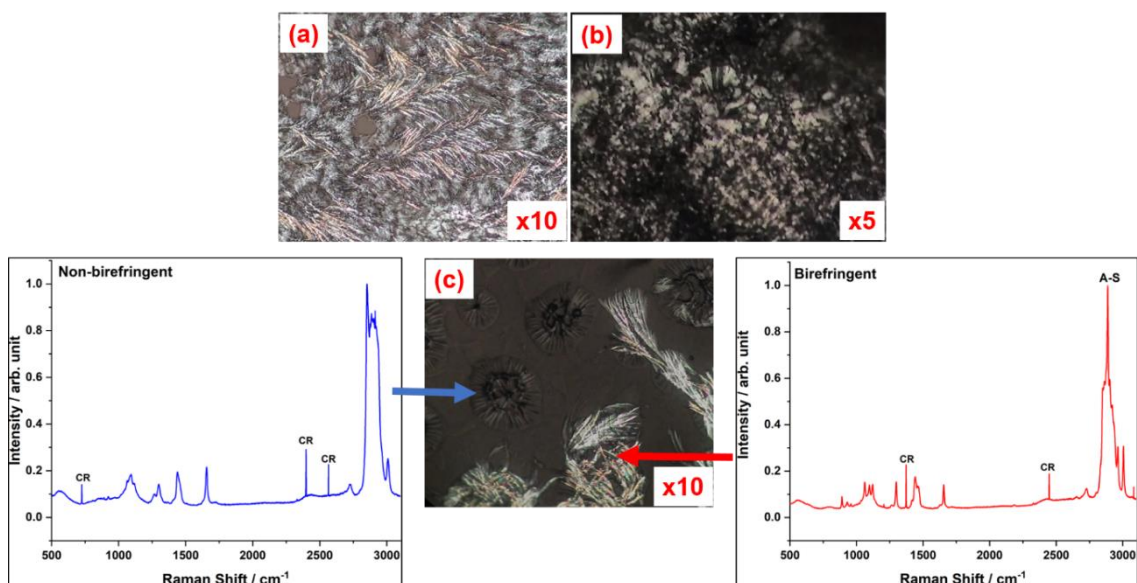 (a)
x10
(b)
x5
Non-birefringent
Intensity / arb. unit
1.0
0.8
0.6
0.4
0.2
0.0
CR
CR
CR
500 1000 1500 2000 2500 3000
Raman Shift / cm-1
(c)
x10
Birefringent
A-S
Intensity / arb. unit
1.0
0.8
0.6
0.4
0.2
0.0
CR
CR
500 1000 1500 2000 2500 3000
Raman Shift / cm-1